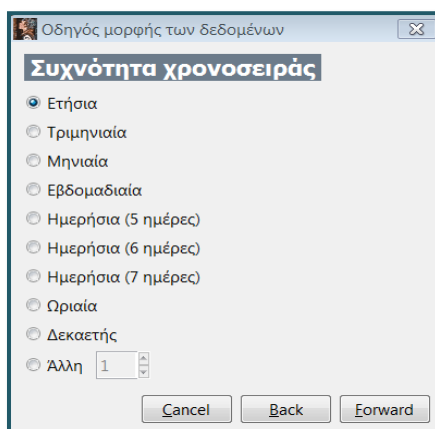 Οδηγός μορφής των δεδομένων
Συχνότητα χρονοσειράς
Ετήσια
Τριμηνιαία
Μηνιαία
Εβδομαδιαία
Ημερήσια (5 ημέρες)
Ημερήσια (6 ημέρες)
Ημερήσια (7 ημέρες)
Ωριαία
Δεκαετής
Άλλη 1
Cancel Back Forward